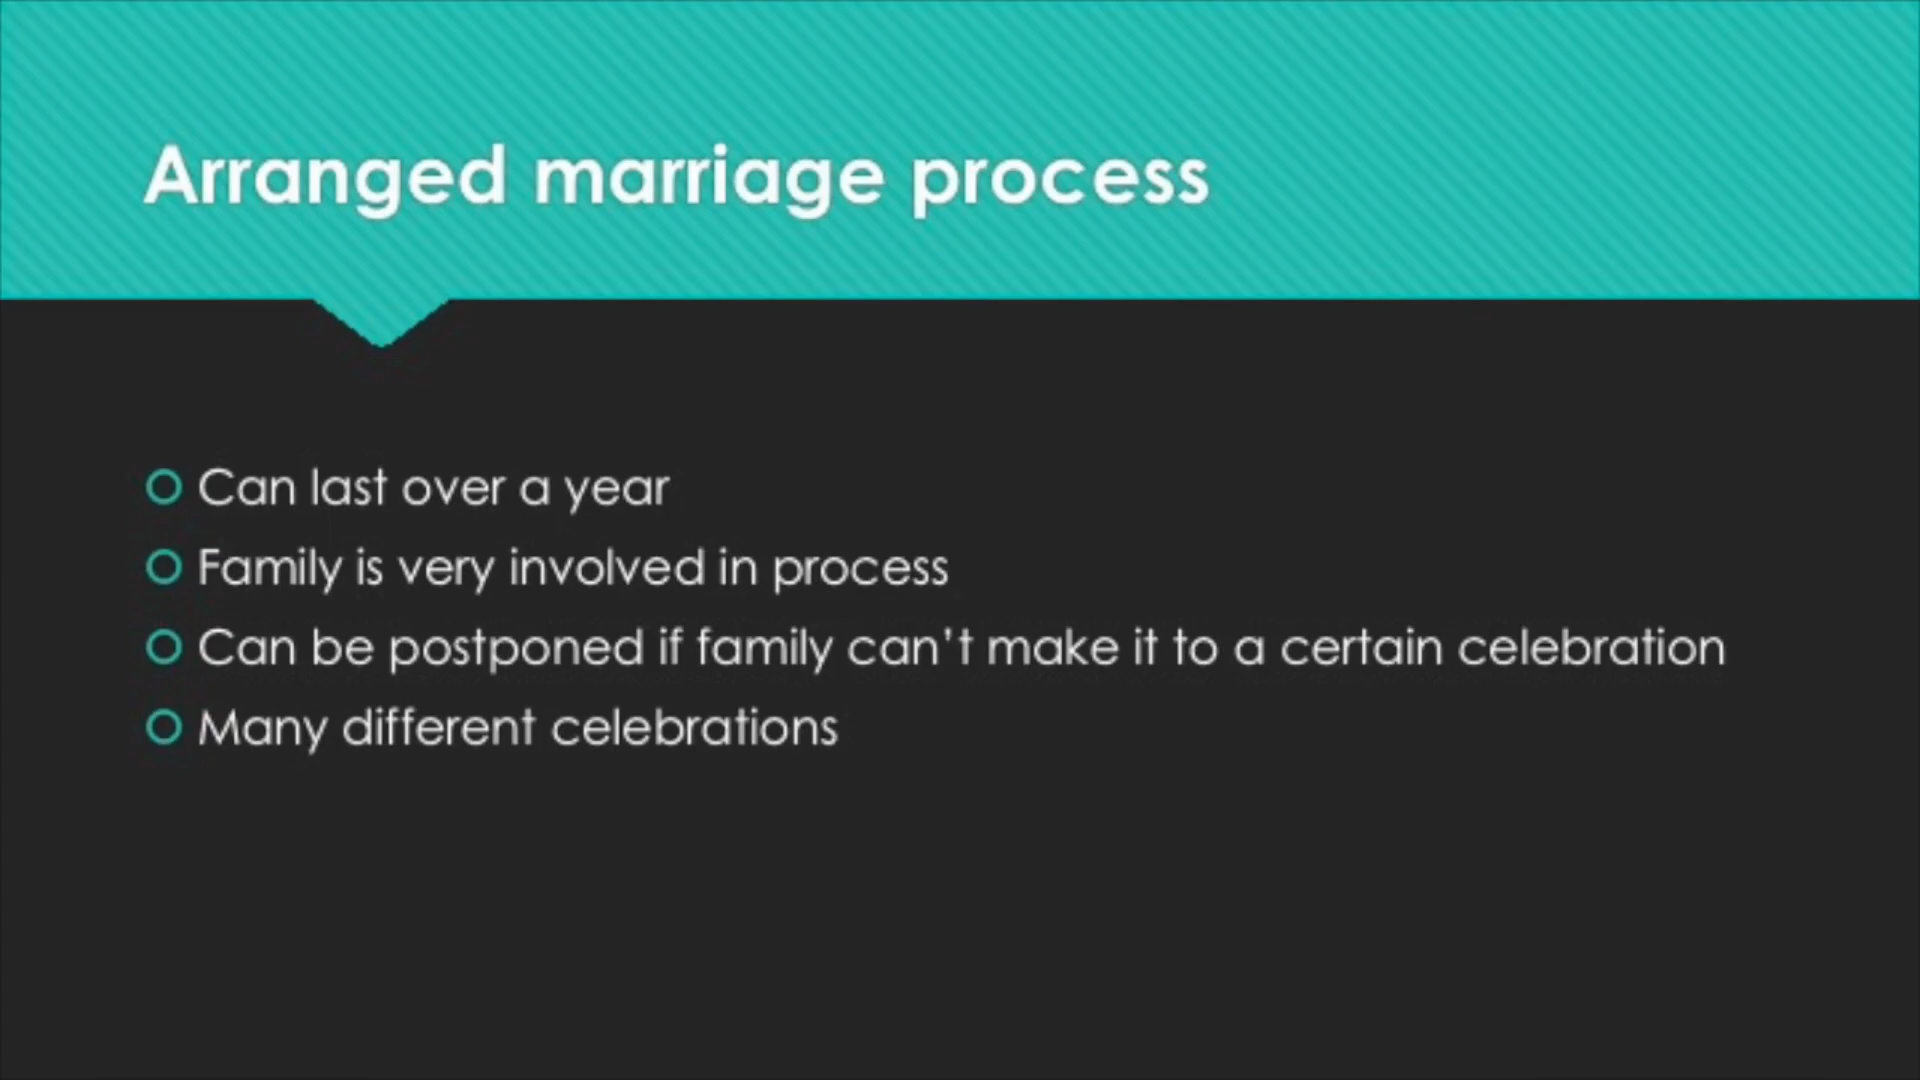 Arranged marriage process
Can last over a year
Family is very involved in process
Can be postponed if family can’t make it to a certain celebration
Many different celebrations